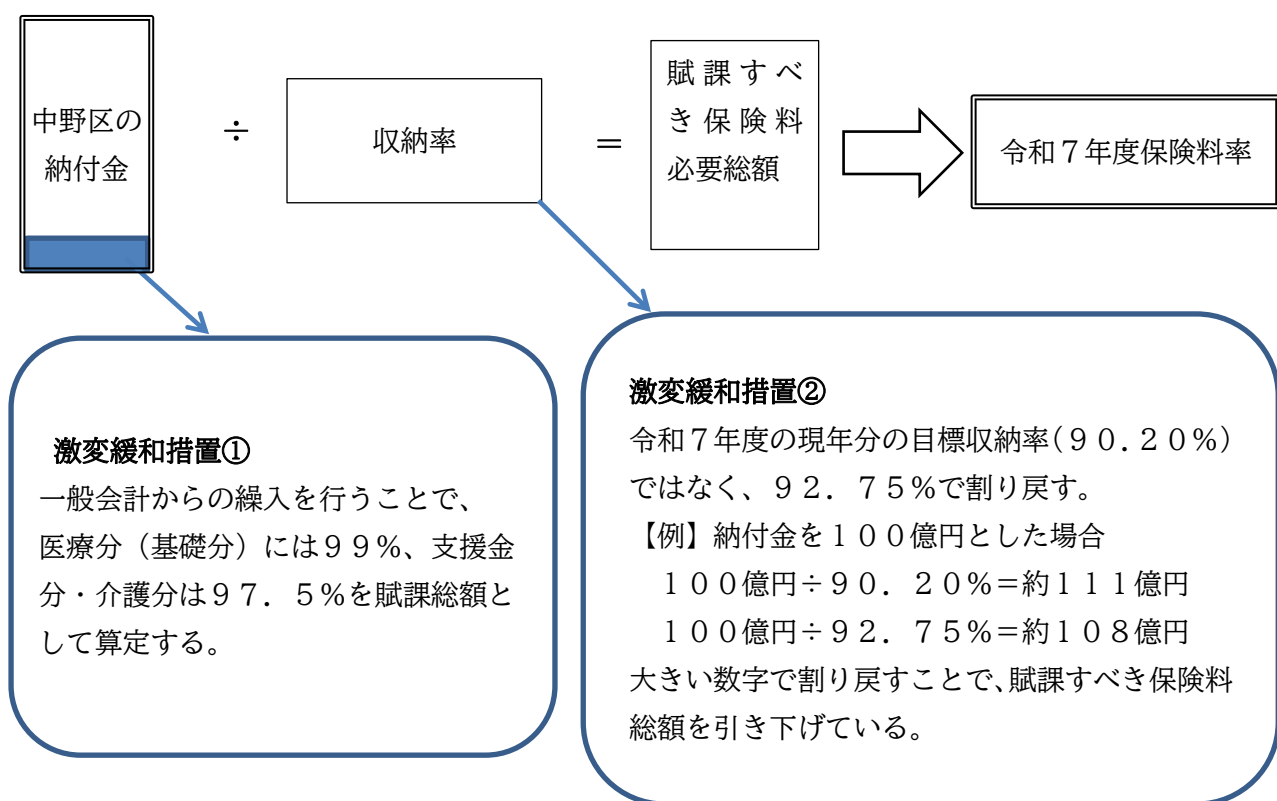 中野区の
納付金
÷
収納率
＝
賦課すべ
き保険料
必要総額
令和７年度保険料率
激変緩和措置①
一般会計からの繰入を行うことで、
医療分（基礎分）には９９％、支援金
分・介護分は９７．５％を賦課総額と
して算定する。
激変緩和措置②
令和７年度の現年分の目標収納率（９０．２０％）
ではなく、９２．７５％で割り戻す。
【例】納付金を１００億円とした場合
１００億円÷９０．２０％＝約１１１億円
１００億円÷９２．７５％＝約１０８億円
大きい数字で割り戻すことで、賦課すべき保険料
総額を引き下げている。